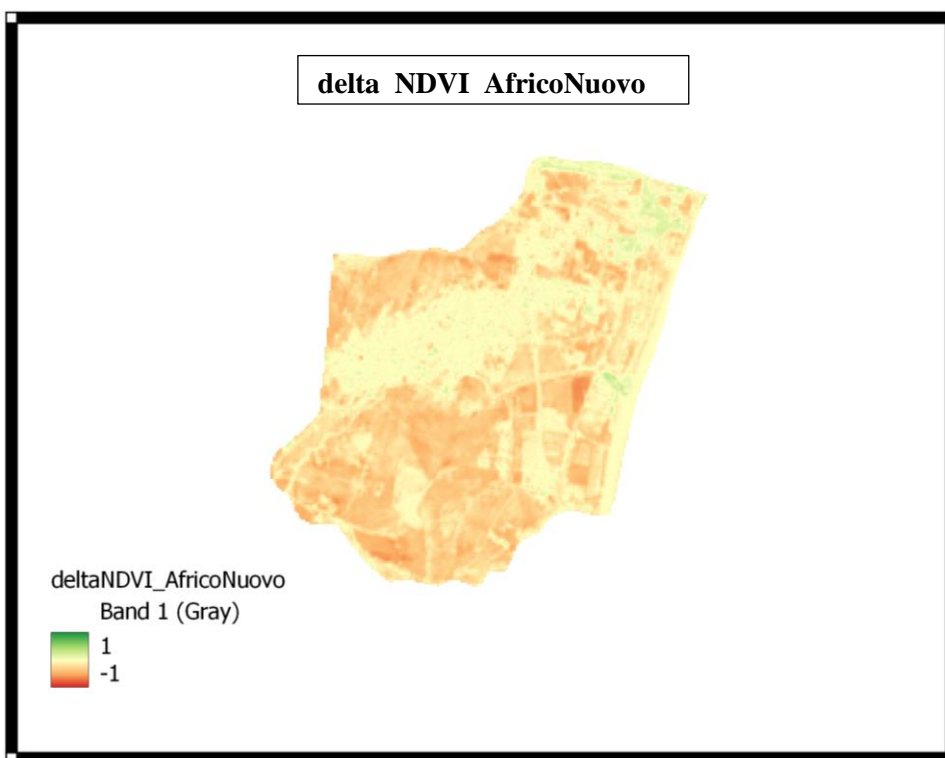 delta NDVI AfricoNuovo
deltaNDVI_AfricoNuovo
Band 1 (Gray)
1
-1